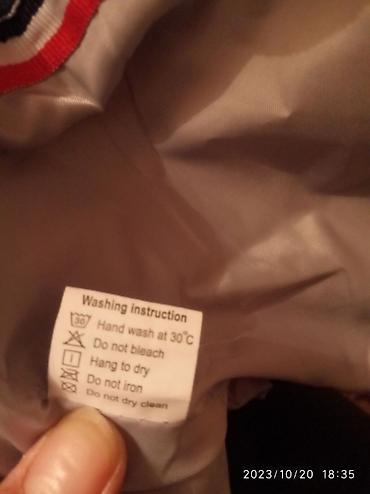 Washing instruction
30 Hand wash at 30°C
Do not bleach
Hang to dry
Do not iron
Do not dry clean
2023/10/20 18:35